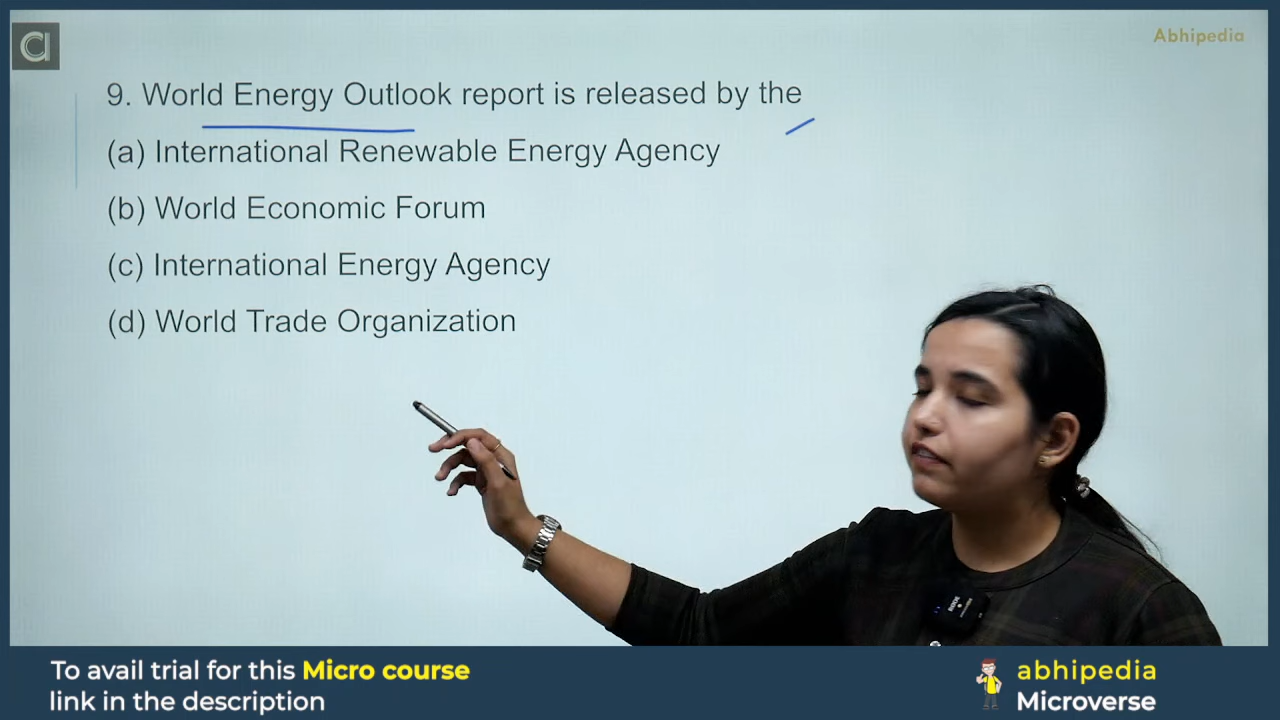 Abhipedia
9. World Energy Outlook report is released by the
(a) International Renewable Energy Agency
(b) World Economic Forum
(c) International Energy Agency
(d) World Trade Organization
To avail trial for this Micro course
link in the description
abhipedia
Microverse